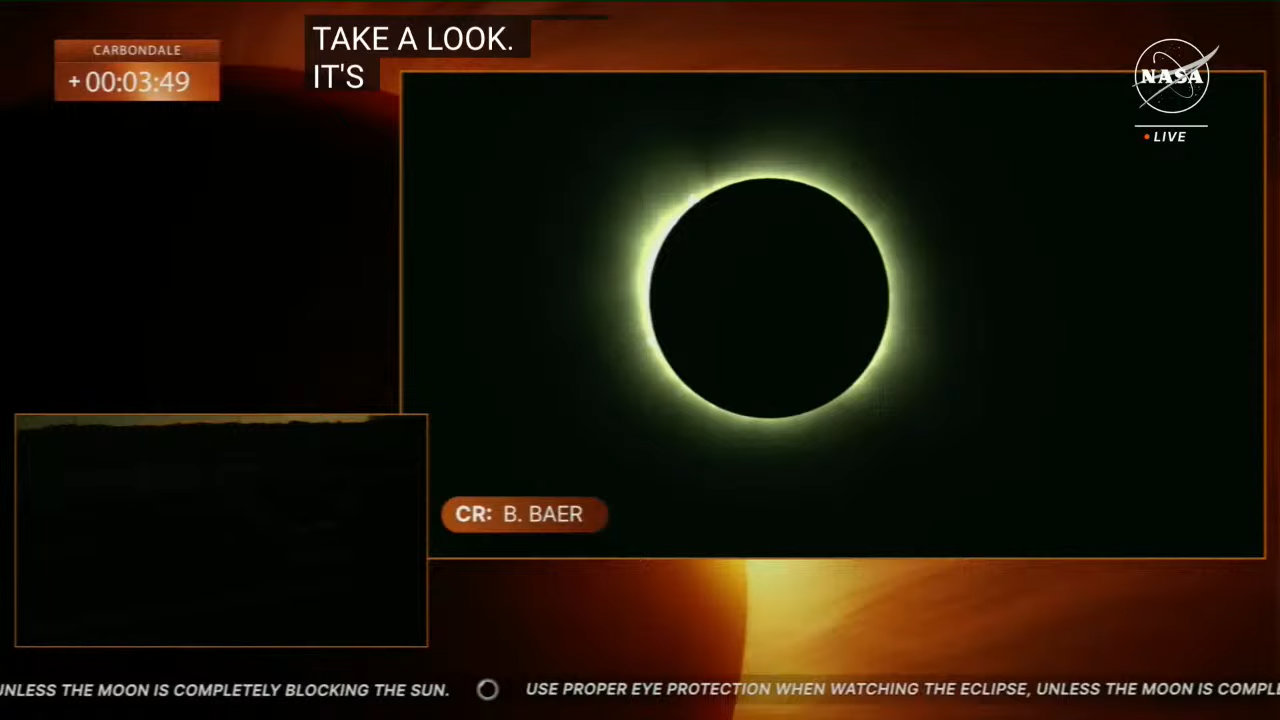 CARBONDALE
+ 00:03:49
TAKE A LOOK.
IT'S
NASA
LIVE
CR: B. BAER
UNLESS THE MOON IS COMPLETELY BLOCKING THE SUN. USE PROPER EYE PROTECTION WHEN WATCHING THE ECLIPSE, UNLESS THE MOON IS COMPLE